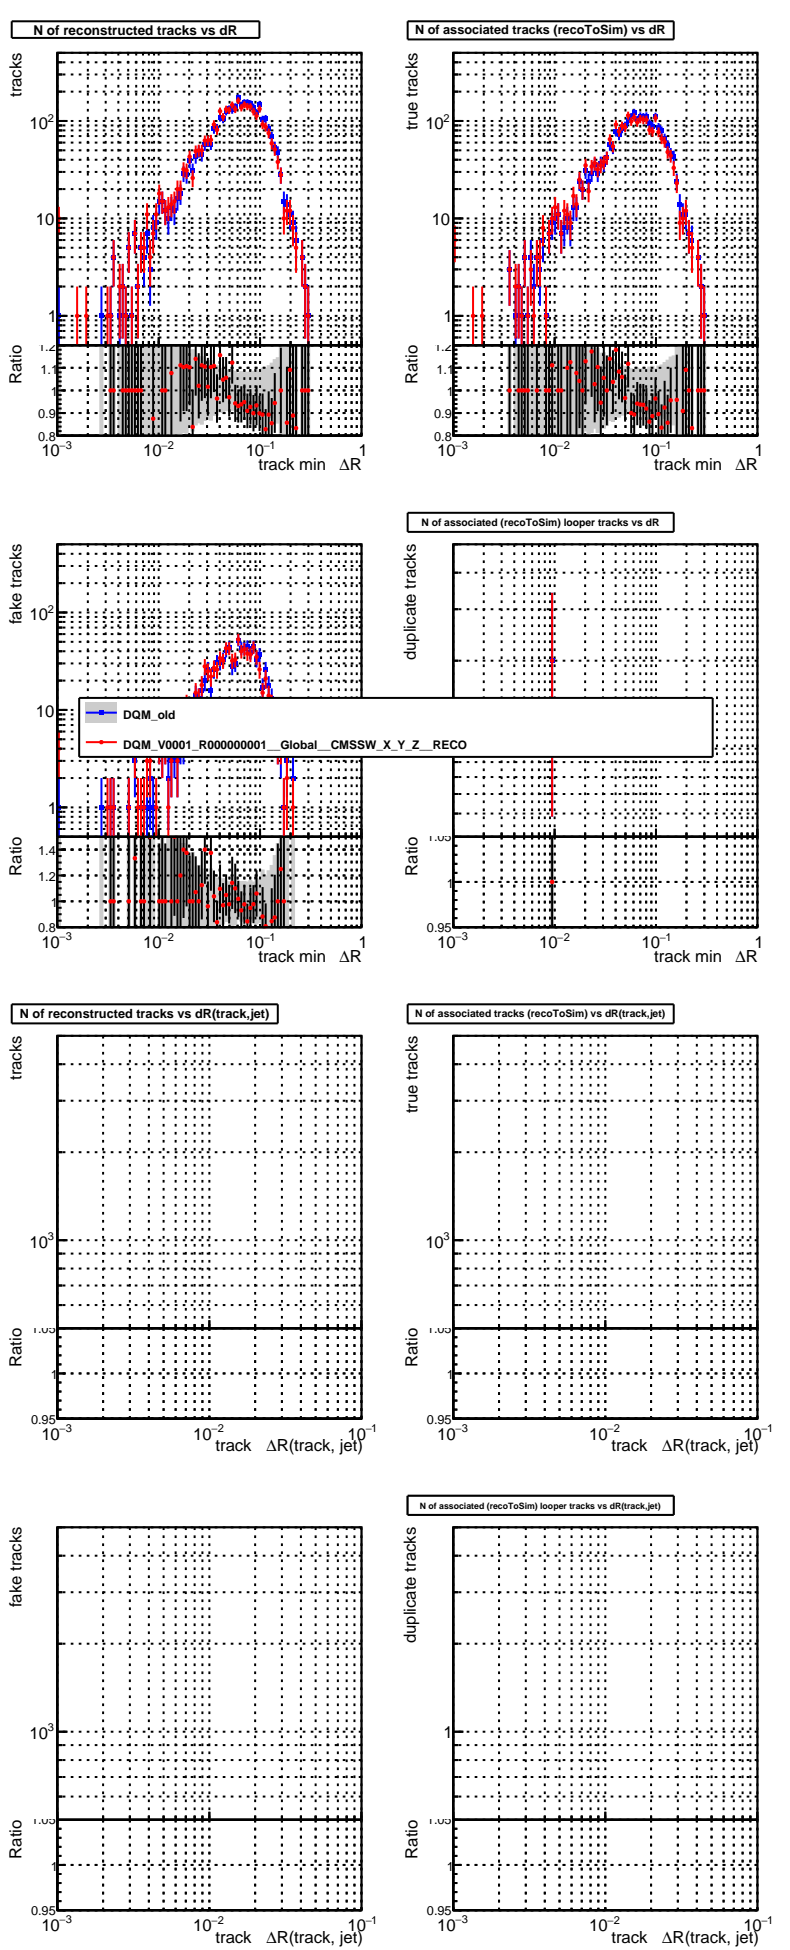 N of reconstructed tracks vs dR
tracks
10²
10
1
Ratio
1.2
1.1
1
0.9
0.8
10⁻³ 10⁻² 10⁻¹ 1
track min ΔR
N of associated tracks (recoToSim) vs dR
true tracks
10²
10
1
Ratio
1.2
1.1
1
0.9
0.8
10⁻³ 10⁻² 10⁻¹ 1
track min ΔR
fake tracks
10²
10
1
Ratio
1.4
1.2
1
0.8
10⁻³ 10⁻² 10⁻¹ 1
track min ΔR
N of associated (recoToSim) looper tracks vs dR
duplicate tracks
Ratio
1.05
1
0.95
10⁻³ 10⁻² 10⁻¹ 1
track min ΔR
DQM_old
DQM_V0001_R000000001__Global__CMSSW_X_Y_Z__RECO
N of reconstructed tracks vs dR(track,jet)
tracks
10³
Ratio
1.05
1
0.95
10⁻³ 10⁻² 10⁻¹
track ΔR(track, jet)
N of associated tracks (recoToSim) vs dR(track,jet)
true tracks
10³
Ratio
1.05
1
0.95
10⁻³ 10⁻² 10⁻¹
track ΔR(track, jet)
fake tracks
10³
Ratio
1.05
1
0.95
10⁻³ 10⁻² 10⁻¹
track ΔR(track, jet)
N of associated (recoToSim) looper tracks vs dR(track,jet)
duplicate tracks
1
Ratio
1.05
1
0.95
10⁻³ 10⁻² 10⁻¹
track ΔR(track, jet)